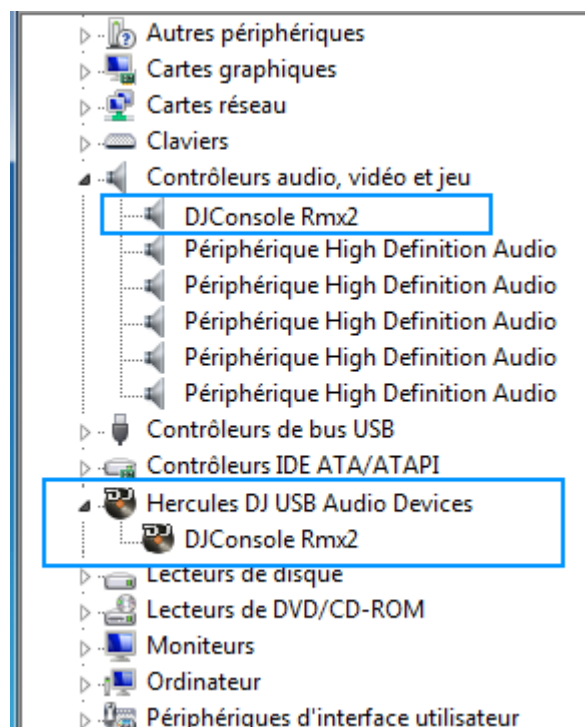 Autres périphériques
Cartes graphiques
Cartes réseau
Claviers
Contrôleurs audio, vidéo et jeu
DJConsole Rmx2
Périphérique High Definition Audio
Périphérique High Definition Audio
Périphérique High Definition Audio
Périphérique High Definition Audio
Périphérique High Definition Audio
Contrôleurs de bus USB
Contrôleurs IDE ATA/ATAPI
Hercules DJ USB Audio Devices
DJConsole Rmx2
Lecteurs de disque
Lecteurs de DVD/CD-ROM
Moniteurs
Ordinateur
Périphériques d'interface utilisateur